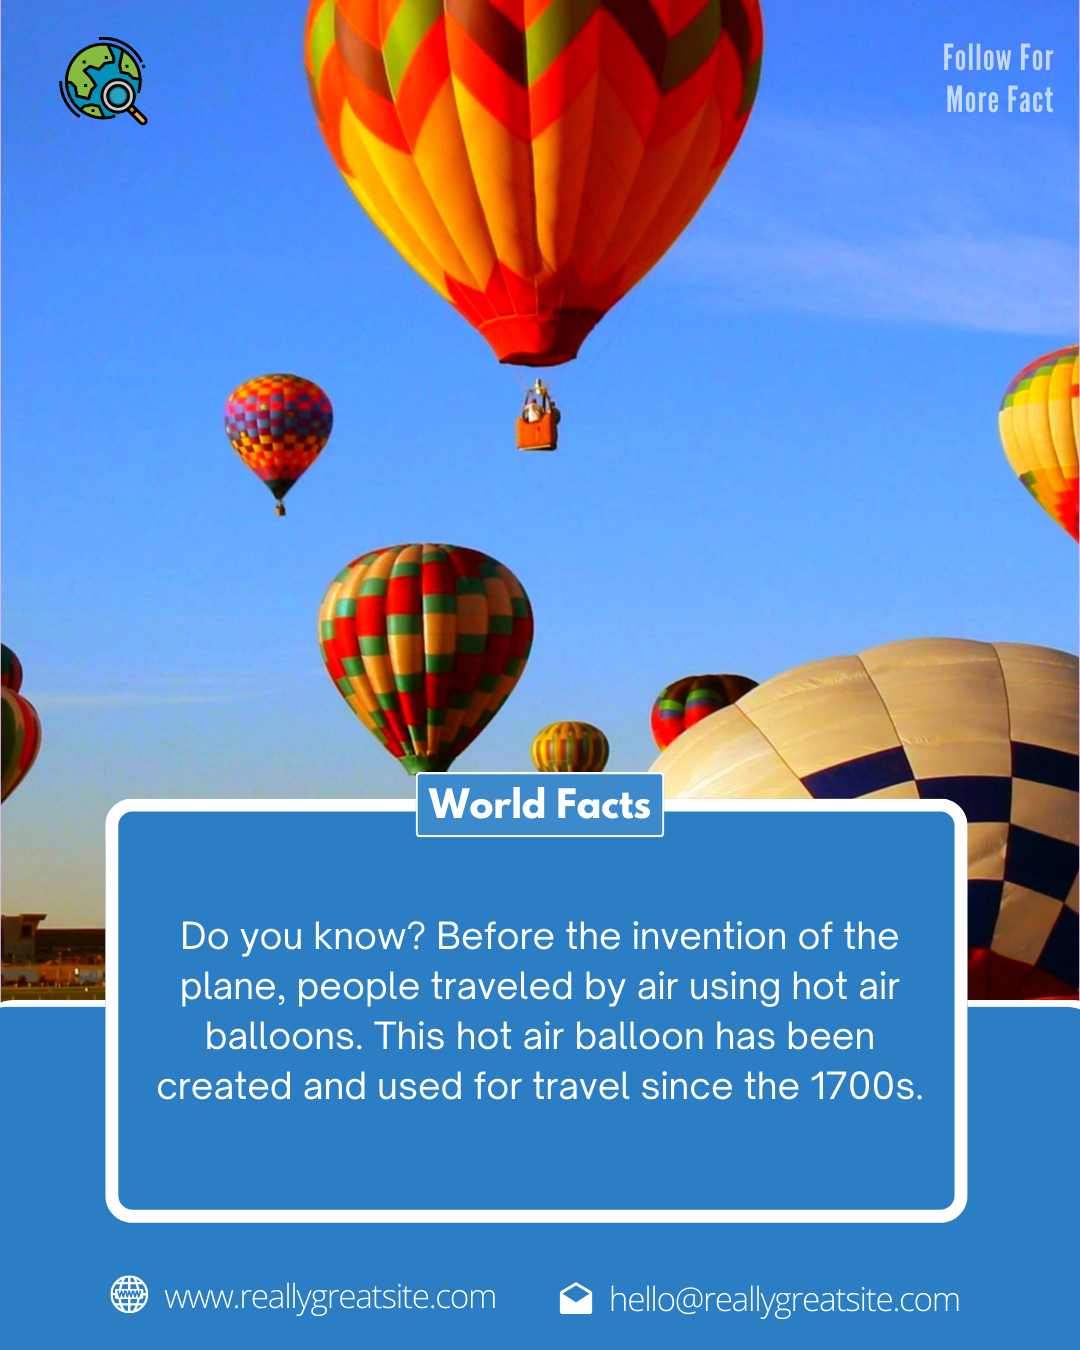 Follow For
More Fact
World Facts
Do you know? Before the invention of the
plane, people traveled by air using hot air
balloons. This hot air balloon has been
created and used for travel since the 1700s.
www.reallygreatsite.com
hello@reallygreatsite.com